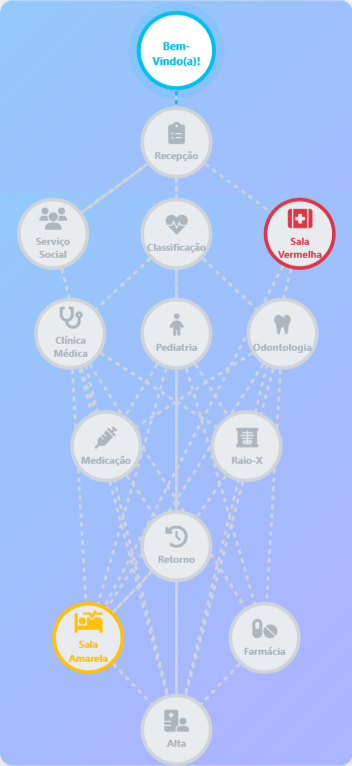 Bem-
Vindo(a)!
Recepção
Serviço
Social
Classificação
Sala
Vermelha
Clínica
Médica
Pediatria
Odontologia
Medicação
Raio-X
Retorno
Sala
Amarela
Farmácia
Alta